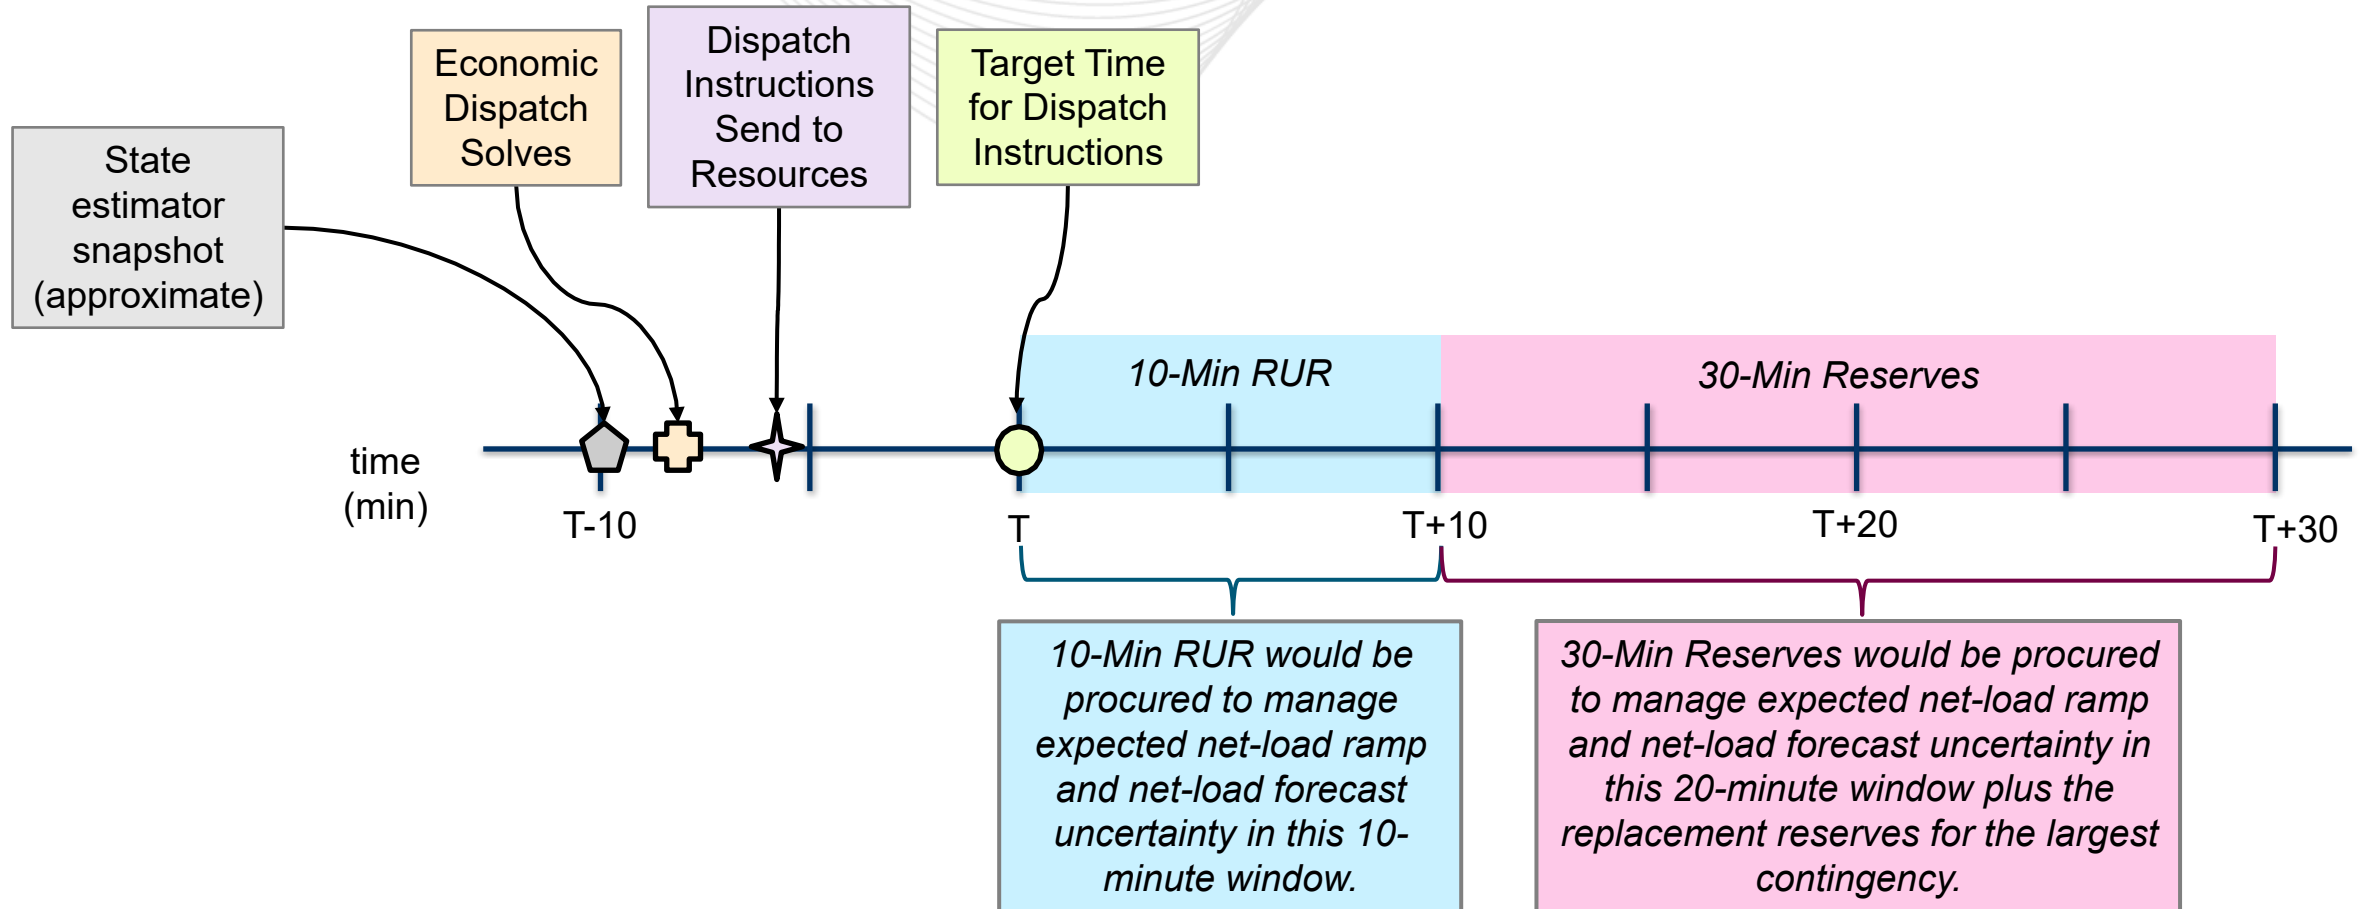 State
estimator
snapshot
(approximate)
Economic
Dispatch
Solves
Dispatch
Instructions
Send to
Resources
Target Time
for Dispatch
Instructions
10-Min RUR
30-Min Reserves
time
(min)
T-10
T
T+10
T+20
T+30
10-Min RUR would be
procured to manage
expected net-load ramp
and net-load forecast
uncertainty in this 10-
minute window.
30-Min Reserves would be procured
to manage expected net-load ramp
and net-load forecast uncertainty in
this 20-minute window plus the
replacement reserves for the largest
contingency.